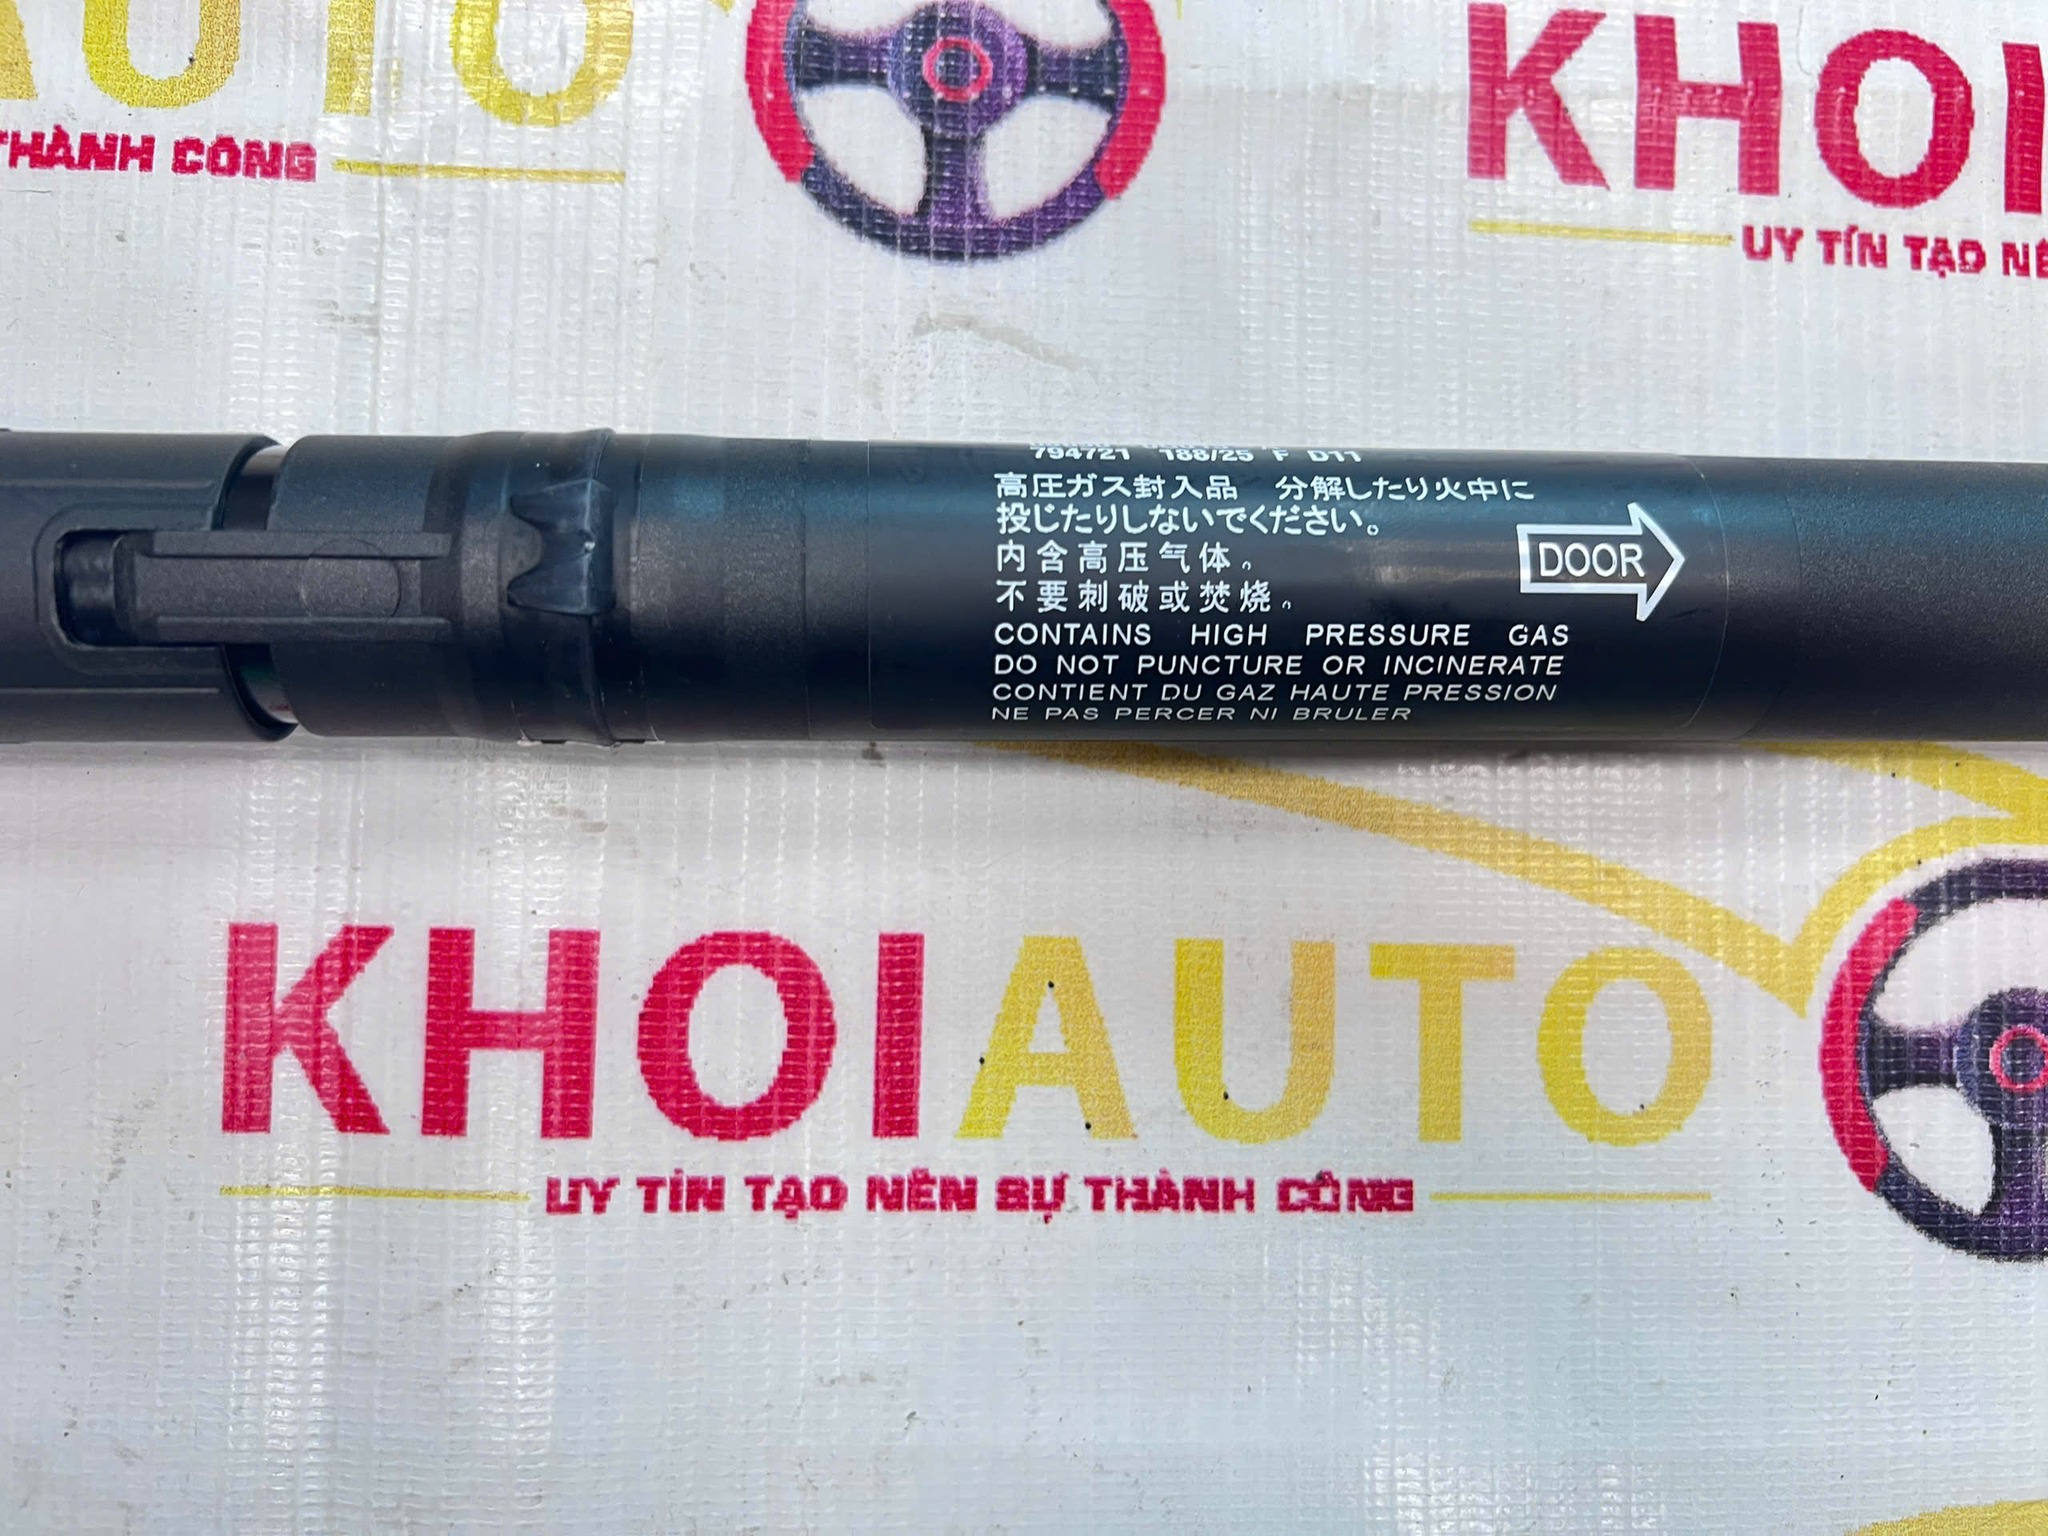 AUTO
THÀNH CÔNG
KHOI
UY TÍN TẠO
794721 188/25 F D11
高圧ガス封入品 分解したり火中に
投じたりしないでください。
内含高压气体。
不要刺破或焚烧。
DOOR
CONTAINS HIGH PRESSURE GAS
DO NOT PUNCTURE OR INCINERATE
CONTIENT DU GAZ HAUTE PRESSION
NE PAS PERCER NI BRULER
KHOIAUTO
UY TÍN TẠO NÊN SỰ THÀNH CÔNG